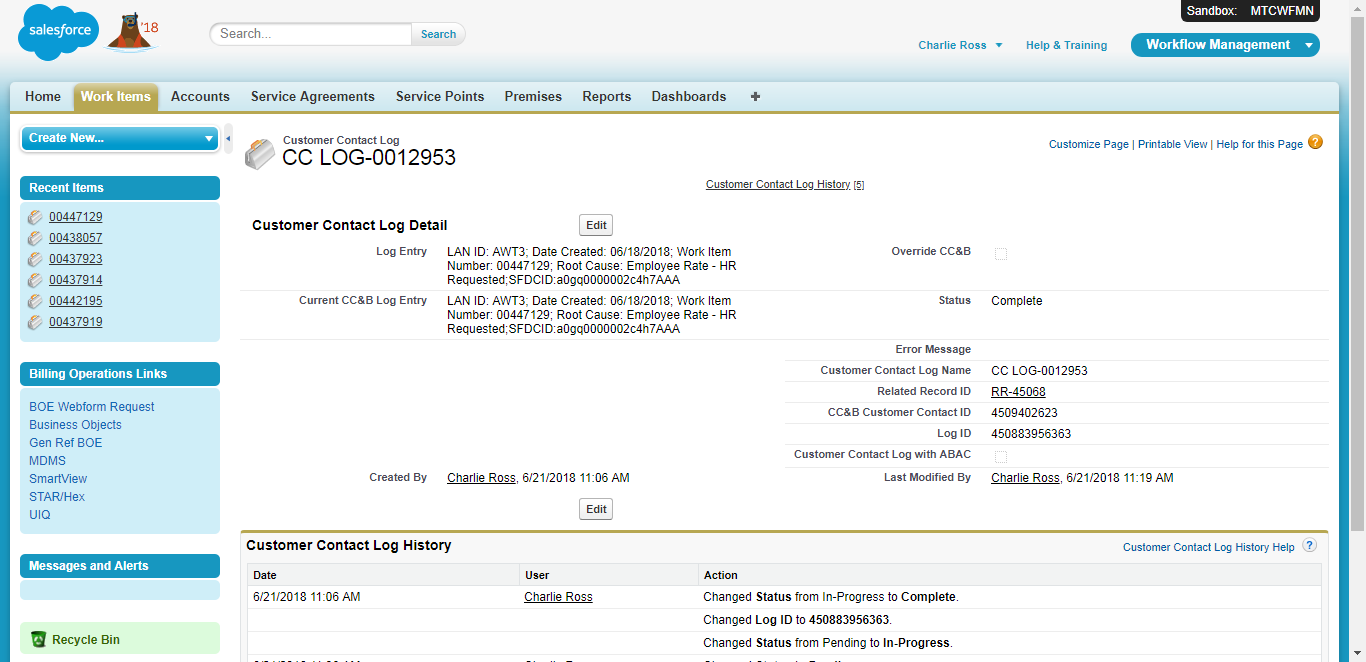 Sandbox: MTCWFMN
salesforce
'18
Search...
Search
Charlie Ross
Help & Training
Workflow Management
Home
Work Items
Accounts
Service Agreements
Service Points
Premises
Reports
Dashboards
+
Create New...
Recent Items
00447129
00438057
00437923
00437914
00442195
00437919
Billing Operations Links
BOE Webform Request
Business Objects
Gen Ref BOE
MDMS
SmartView
STAR/Hex
UIQ
Messages and Alerts
Recycle Bin
Customer Contact Log
CC LOG-0012953
Customize Page | Printable View | Help for this Page ?
Customer Contact Log History [5]
Customer Contact Log Detail
Edit
Log Entry
LAN ID: AWT3; Date Created: 06/18/2018; Work Item
Number: 00447129; Root Cause: Employee Rate - HR
Requested;SFDCID:a0gq0000002c4h7AAA
Override CC&B
Current CC&B Log Entry
LAN ID: AWT3; Date Created: 06/18/2018; Work Item
Number: 00447129; Root Cause: Employee Rate - HR
Requested;SFDCID:a0gq0000002c4h7AAA
Status Complete
Error Message
Customer Contact Log Name CC LOG-0012953
Related Record ID RR-45068
CC&B Customer Contact ID 4509402623
Log ID 450883956363
Customer Contact Log with ABAC
Created By Charlie Ross, 6/21/2018 11:06 AM
Last Modified By Charlie Ross, 6/21/2018 11:19 AM
Edit
Customer Contact Log History
Customer Contact Log History Help ?
Date User Action
6/21/2018 11:06 AM Charlie Ross Changed Status from In-Progress to Complete.
Changed Log ID to 450883956363.
Changed Status from Pending to In-Progress.